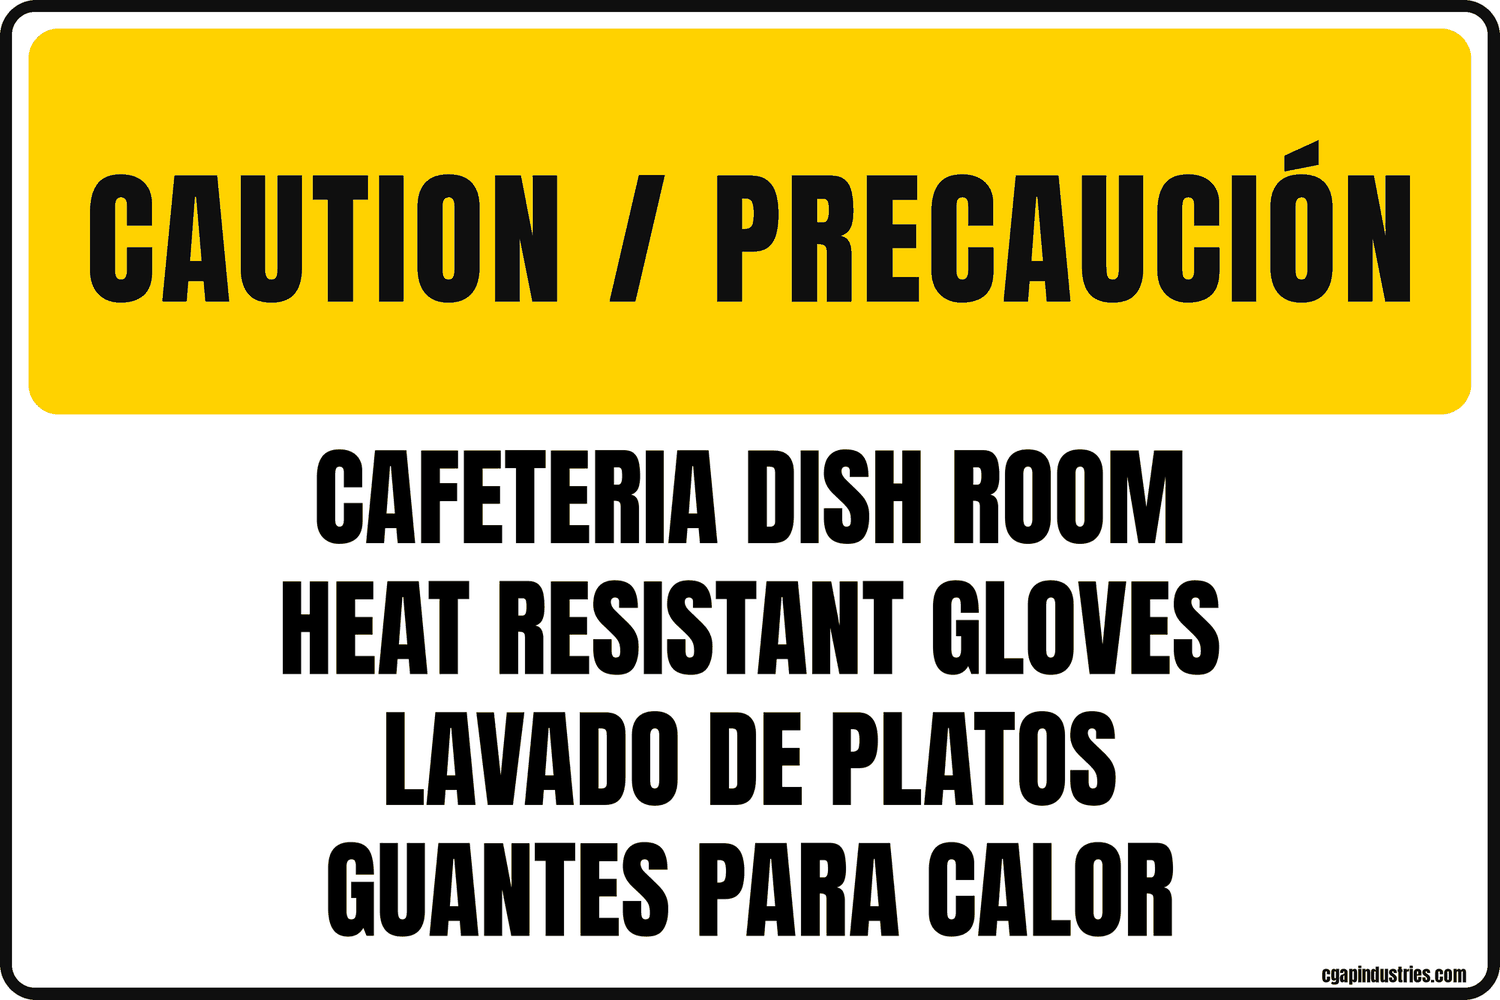 CAUTION / PRECAUCIÓN
CAFETERIA DISH ROOM
HEAT RESISTANT GLOVES
LAVADO DE PLATOS
GUANTES PARA CALOR
cgapindustries.com